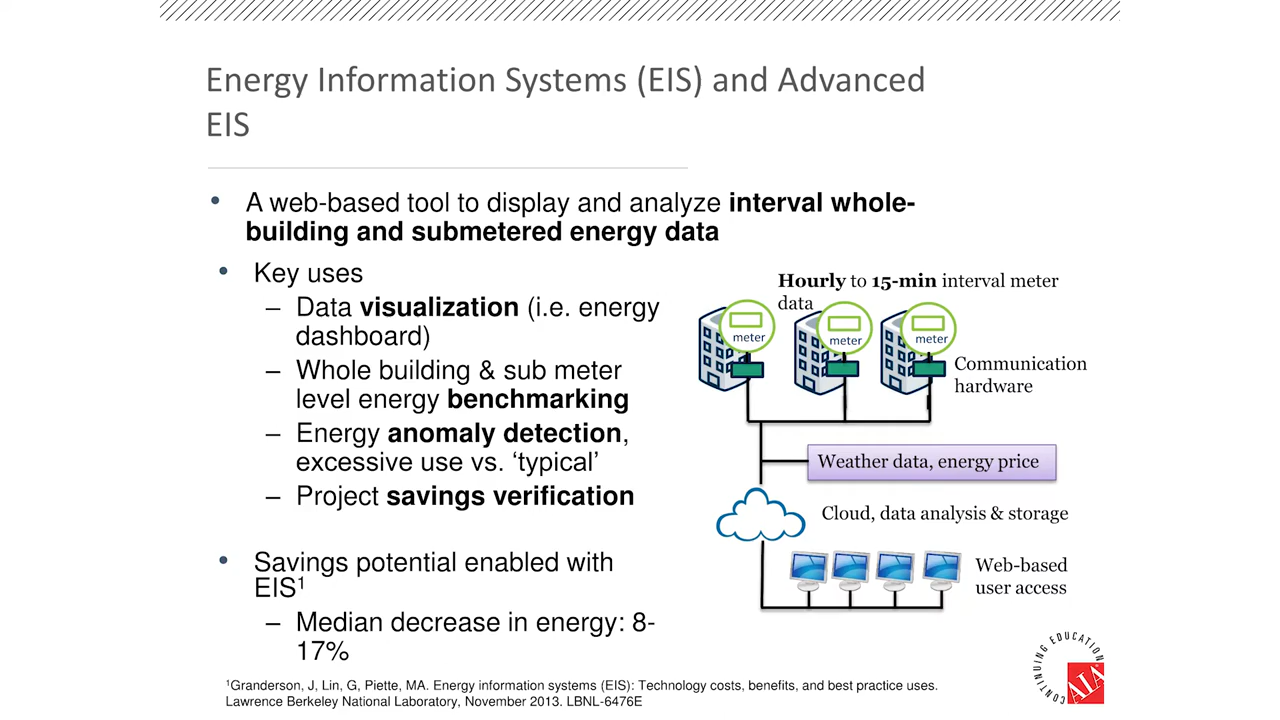 Energy Information Systems (EIS) and Advanced
EIS
• A web-based tool to display and analyze interval whole-
building and submetered energy data
• Key uses
– Data visualization (i.e. energy
dashboard)
– Whole building & sub meter
level energy benchmarking
– Energy anomaly detection,
excessive use vs. ‘typical’
– Project savings verification
• Savings potential enabled with
EIS¹
– Median decrease in energy: 8-
17%
Hourly to 15-min interval meter
data
meter
meter
meter
Communication
hardware
Weather data, energy price
Cloud, data analysis & storage
Web-based
user access
¹Granderson, J, Lin, G, Piette, MA. Energy information systems (EIS): Technology costs, benefits, and best practice uses.
Lawrence Berkeley National Laboratory, November 2013. LBNL-6476E
CONTINUING EDUCATION
AIA